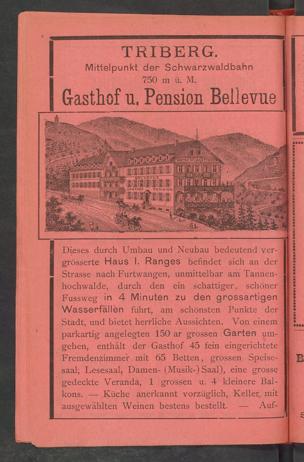 TRIBERG.
Mittelpunkt der Schwarzwaldbahn
750 m ü. M.
Gasthof u. Pension Bellevue
Dieses durch Umbau und Neubau bedeutend ver-
grösserte Haus I. Ranges befindet sich an der
Strasse nach Furtwangen, unmittelbar am Tannen-
hochwalde, durch den ein schattiger, schöner
Fussweg in 4 Minuten zu den grossartigen
Wasserfällen führt, am schönsten Punkte der
Stadt, und bietet herrliche Aussichten. Von einem
parkartig angelegten 150 ar grossen Garten um-
geben, enthält der Gasthof 45 fein eingerichtete
Fremdenzimmer mit 65 Betten, grossen Speise-
saal, Lesesaal, Damen- (Musik-) Saal), eine grosse
gedeckte Veranda, 1 grossen u. 4 kleinere Bal-
kons. — Küche anerkannt vorzüglich, Keller mit
ausgewählten Weinen bestens bestellt. — Auf-